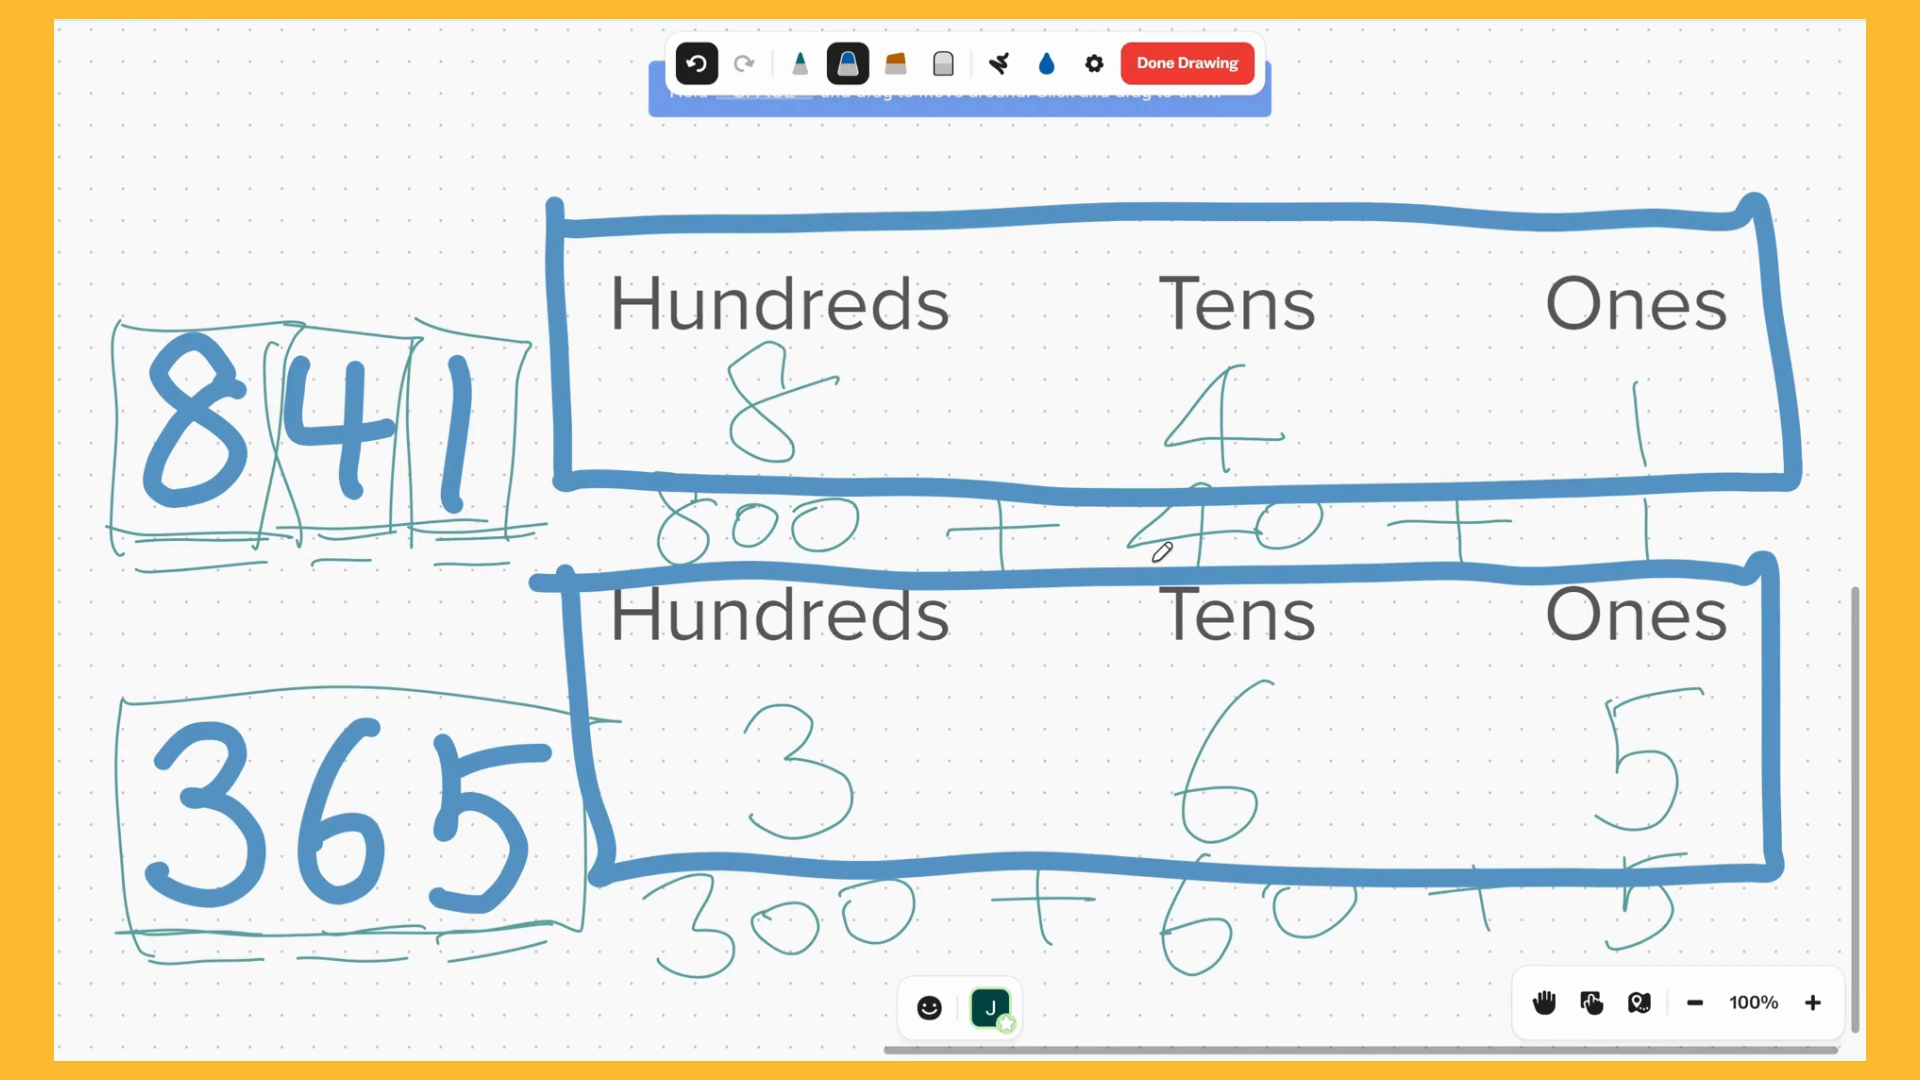 Done Drawing
841
Hundreds Tens Ones
8 4 1
800 + 40 + 1
Hundreds Tens Ones
365
3 6 5
300 + 60 + 5
J
100%